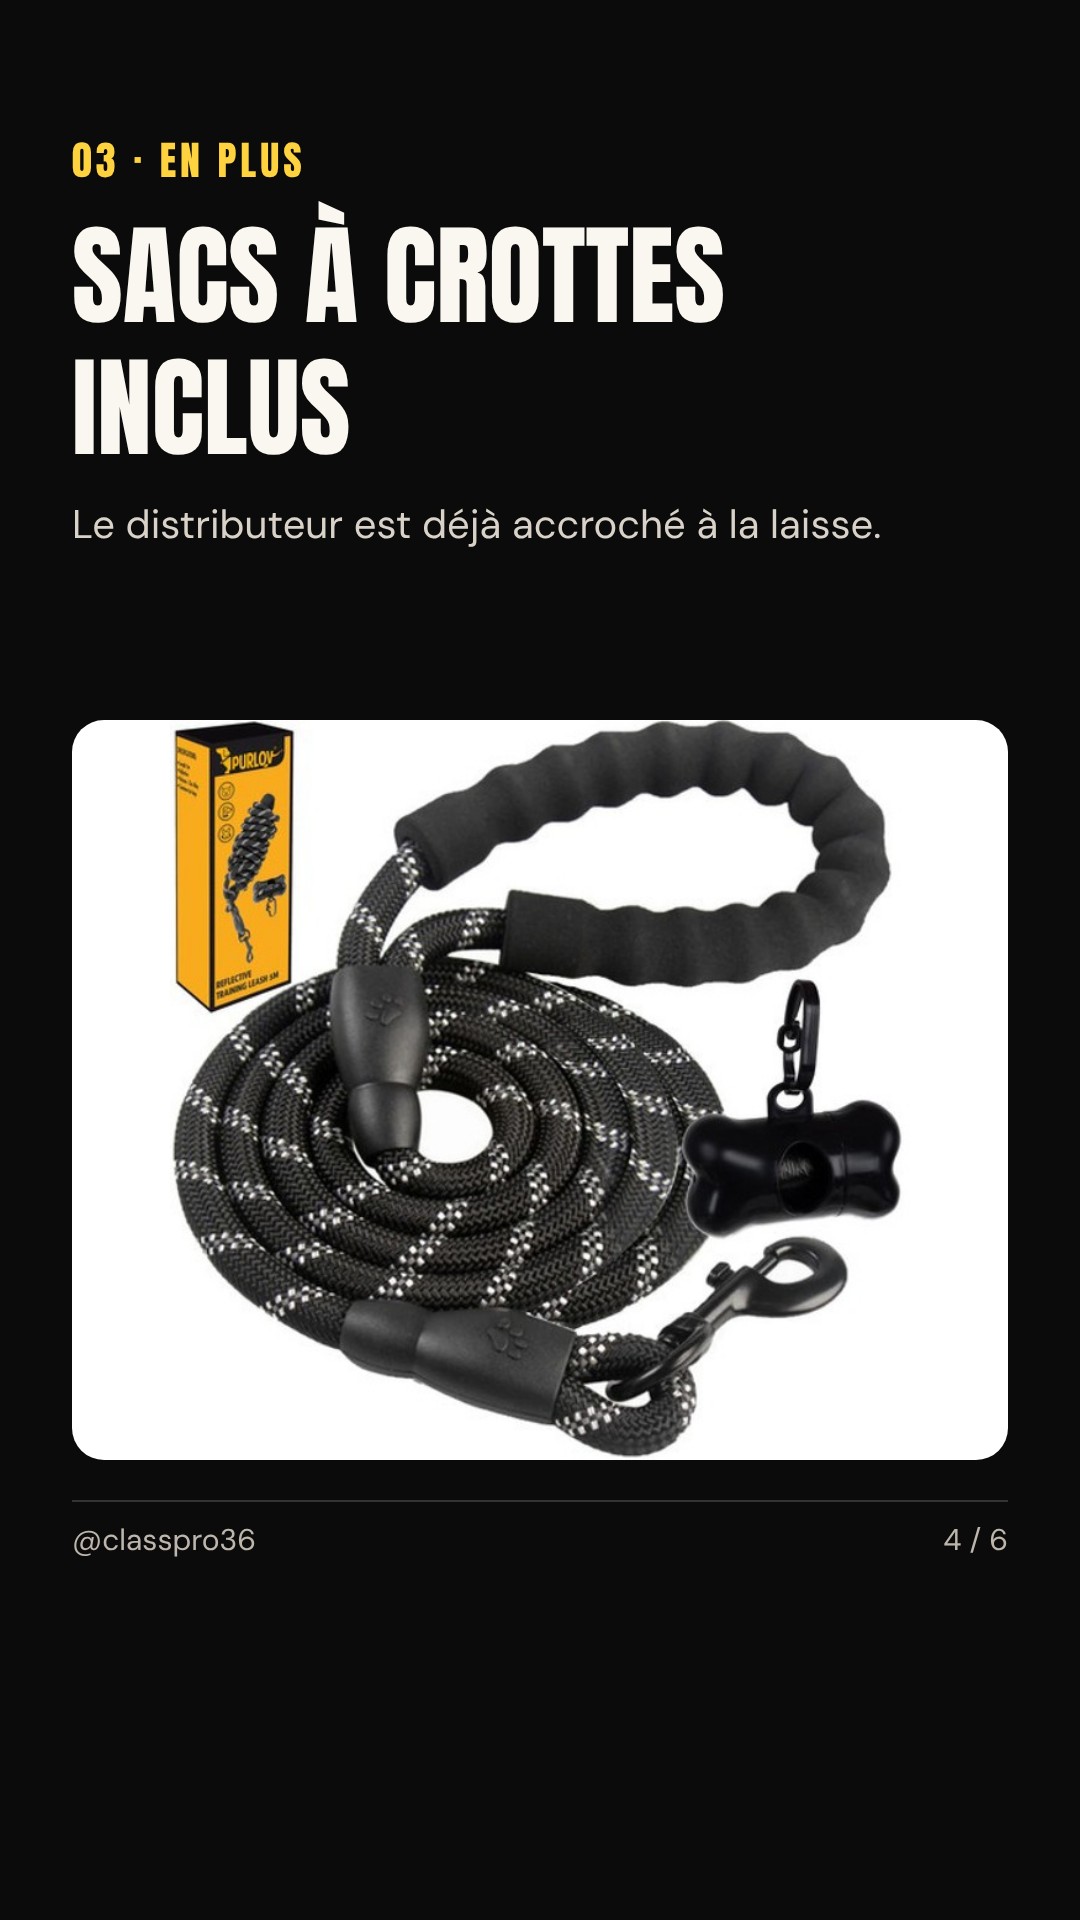 03 · EN PLUS
SACS À CROTTES
INCLUS
Le distributeur est déjà accroché à la laisse.
PURLOV
REFLECTIVE
TRAINING LEASH 5M
@classpro36
4 / 6